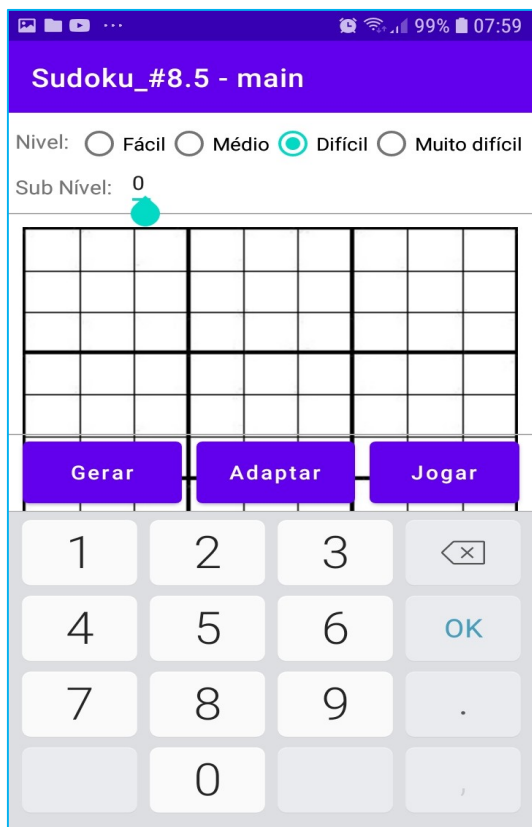 99% 07:59
Sudoku_#8.5 - main
Nivel: Fácil Médio Difícil Muito difícil
Sub Nível: 0
Gerar Adaptar Jogar
1 2 3
4 5 6 OK
7 8 9 .
0 ,